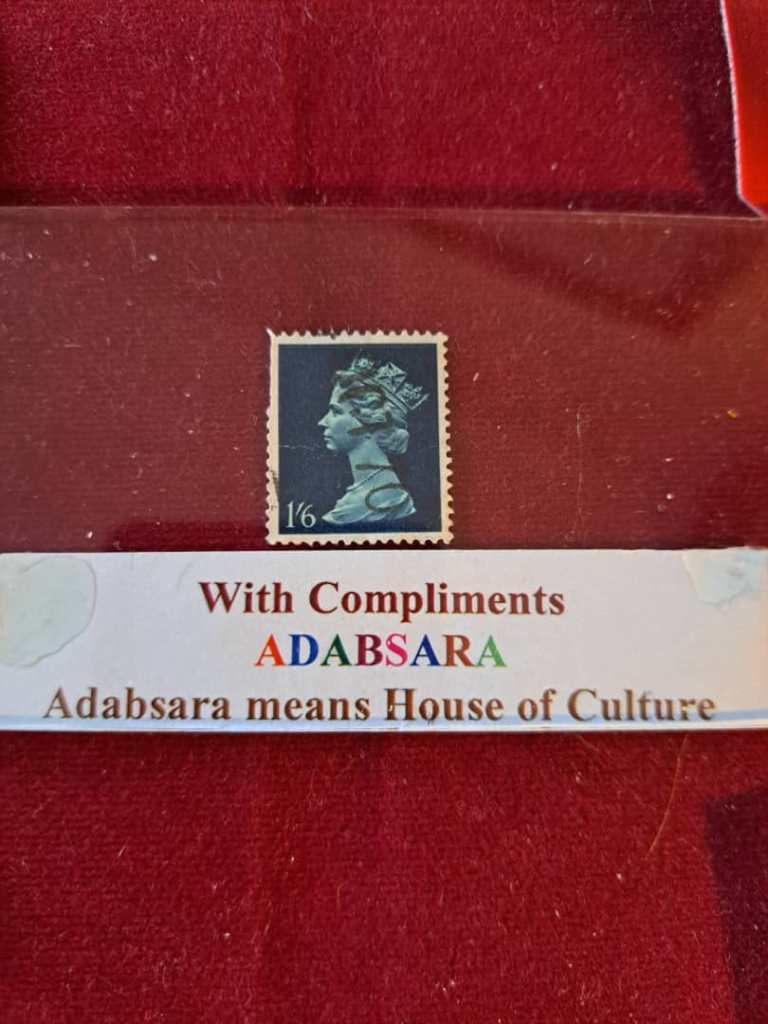 1'6
With Compliments
ADABSARA
Adabsara means House of Culture